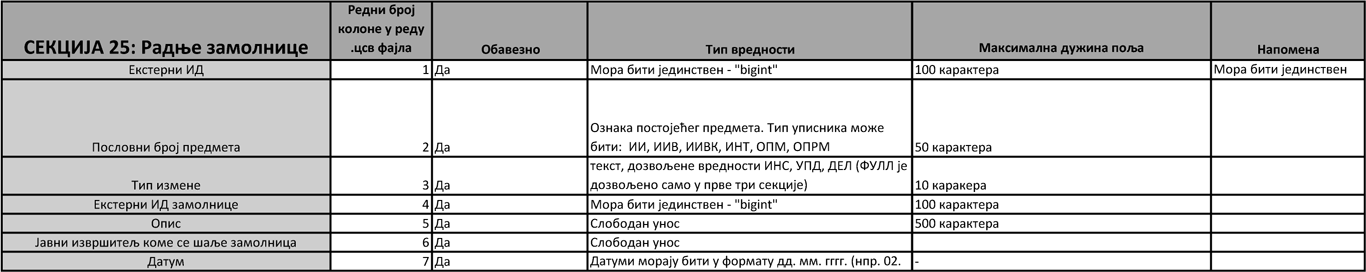 СЕКЦИЈА 25: Радње замолнице | Редни број колоне у реду .цсв фајла | Обавезно | Тип вредности | Максимална дужина поља | Напомена
Екстерни ИД | 1 | Да | Мора бити јединствен - "bigint" | 100 карактера | Мора бити јединствен
Пословни број предмета | 2 | Да | Ознака постојећег предмета. Тип уписника може бити: ИИ, ИИВ, ИИВК, ИНТ, ОПМ, ОПРМ | 50 карактера
Тип измене | 3 | Да | текст, дозвољене вредности ИНС, УПД, ДЕЛ (ФУЛЛ је дозвољено само у прве три секције) | 10 каракера
Екстерни ИД замолнице | 4 | Да | Мора бити јединствен - "bigint" | 100 карактера
Опис | 5 | Да | Слободан унос | 500 карактера
Јавни извршитељ коме се шаље замолница | 6 | Да | Слободан унос
Датум | 7 | Да | Датуми морају бити у формату дд. мм. гггг. (нпр. 02. | -